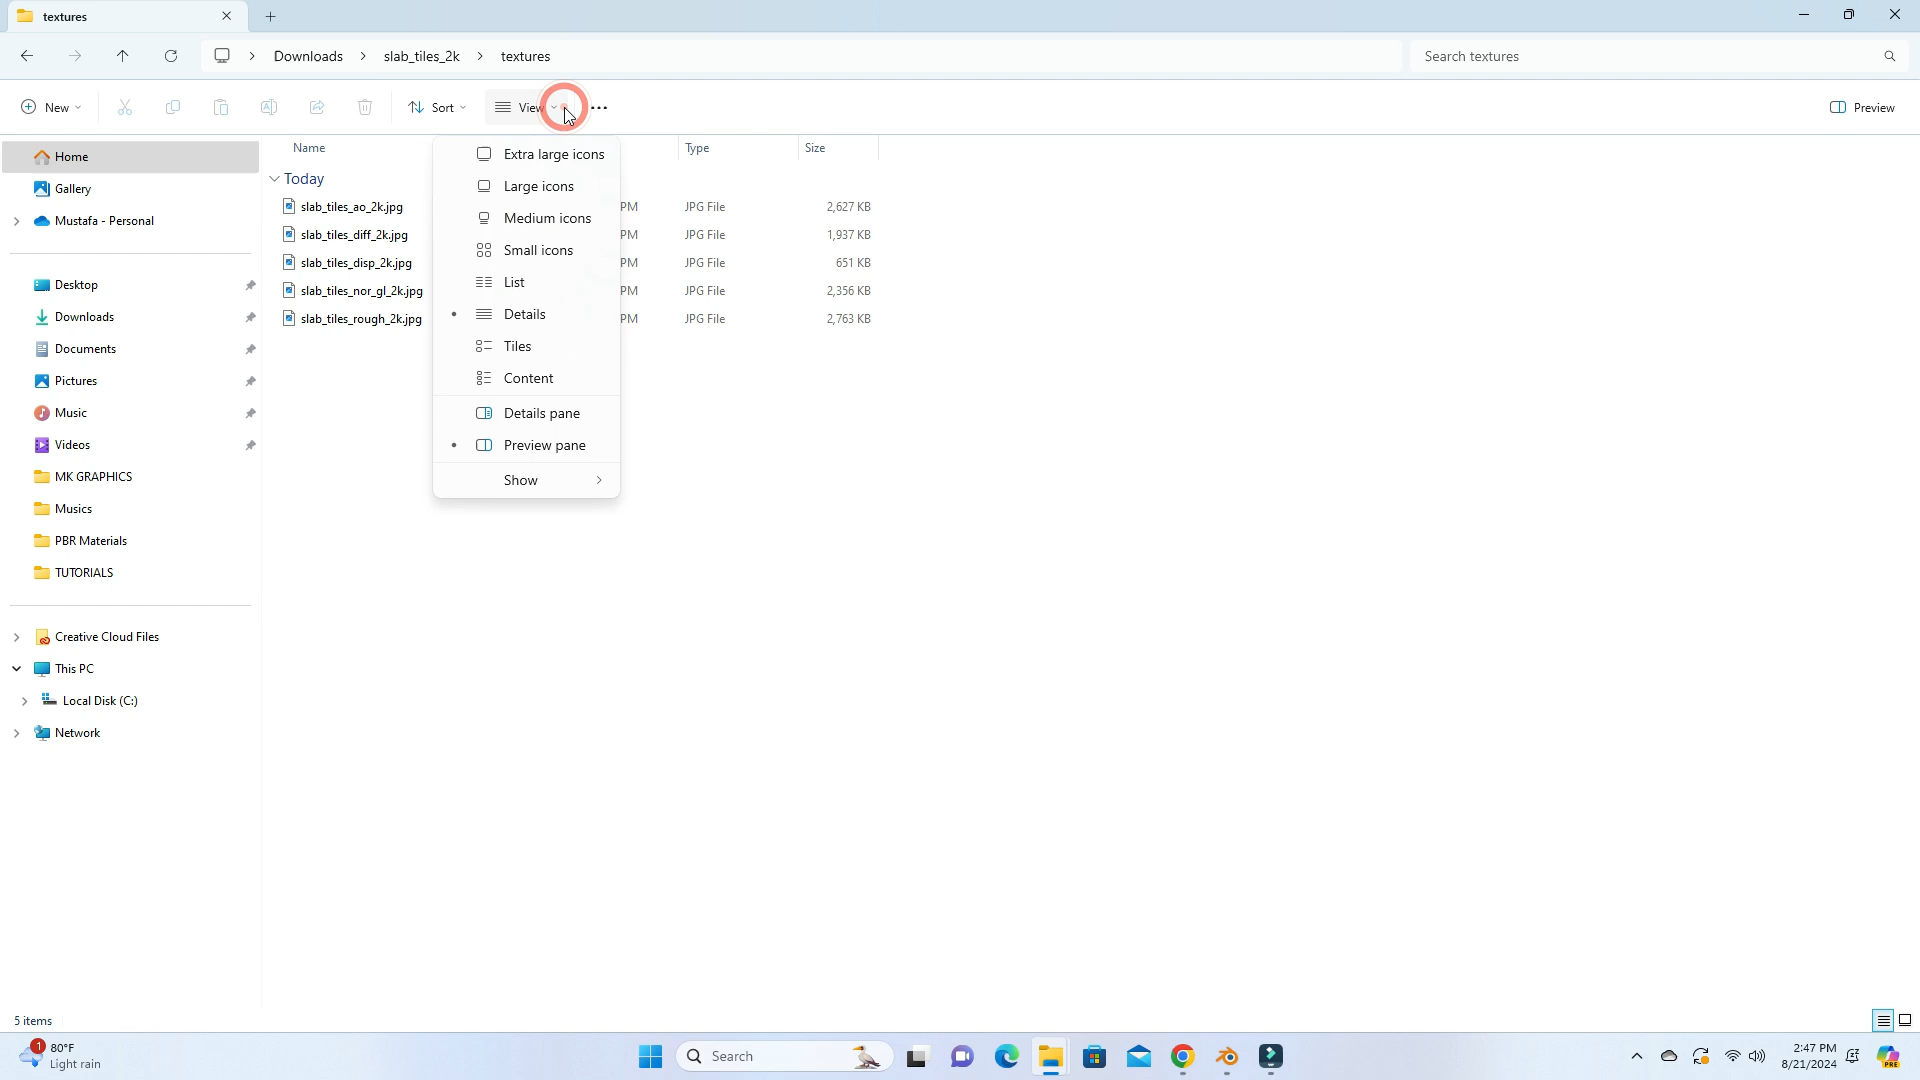 textures
Downloads
slab_tiles_2k
textures
Search textures
New
Sort
View
Preview
Home
Gallery
Mustafa - Personal
Desktop
Downloads
Documents
Pictures
Music
Videos
MK GRAPHICS
Musics
PBR Materials
TUTORIALS
Creative Cloud Files
This PC
Local Disk (C:)
Network
Name
Type
Size
Today
slab_tiles_ao_2k.jpg
PM
JPG File
2,627 KB
slab_tiles_diff_2k.jpg
PM
JPG File
1,937 KB
slab_tiles_disp_2k.jpg
PM
JPG File
651 KB
slab_tiles_nor_gl_2k.jpg
PM
JPG File
2,356 KB
slab_tiles_rough_2k.jpg
PM
JPG File
2,763 KB
Extra large icons
Large icons
Medium icons
Small icons
List
Details
Tiles
Content
Details pane
Preview pane
Show
5 items
1
80°F
Light rain
Search
2:47 PM
8/21/2024
PRE